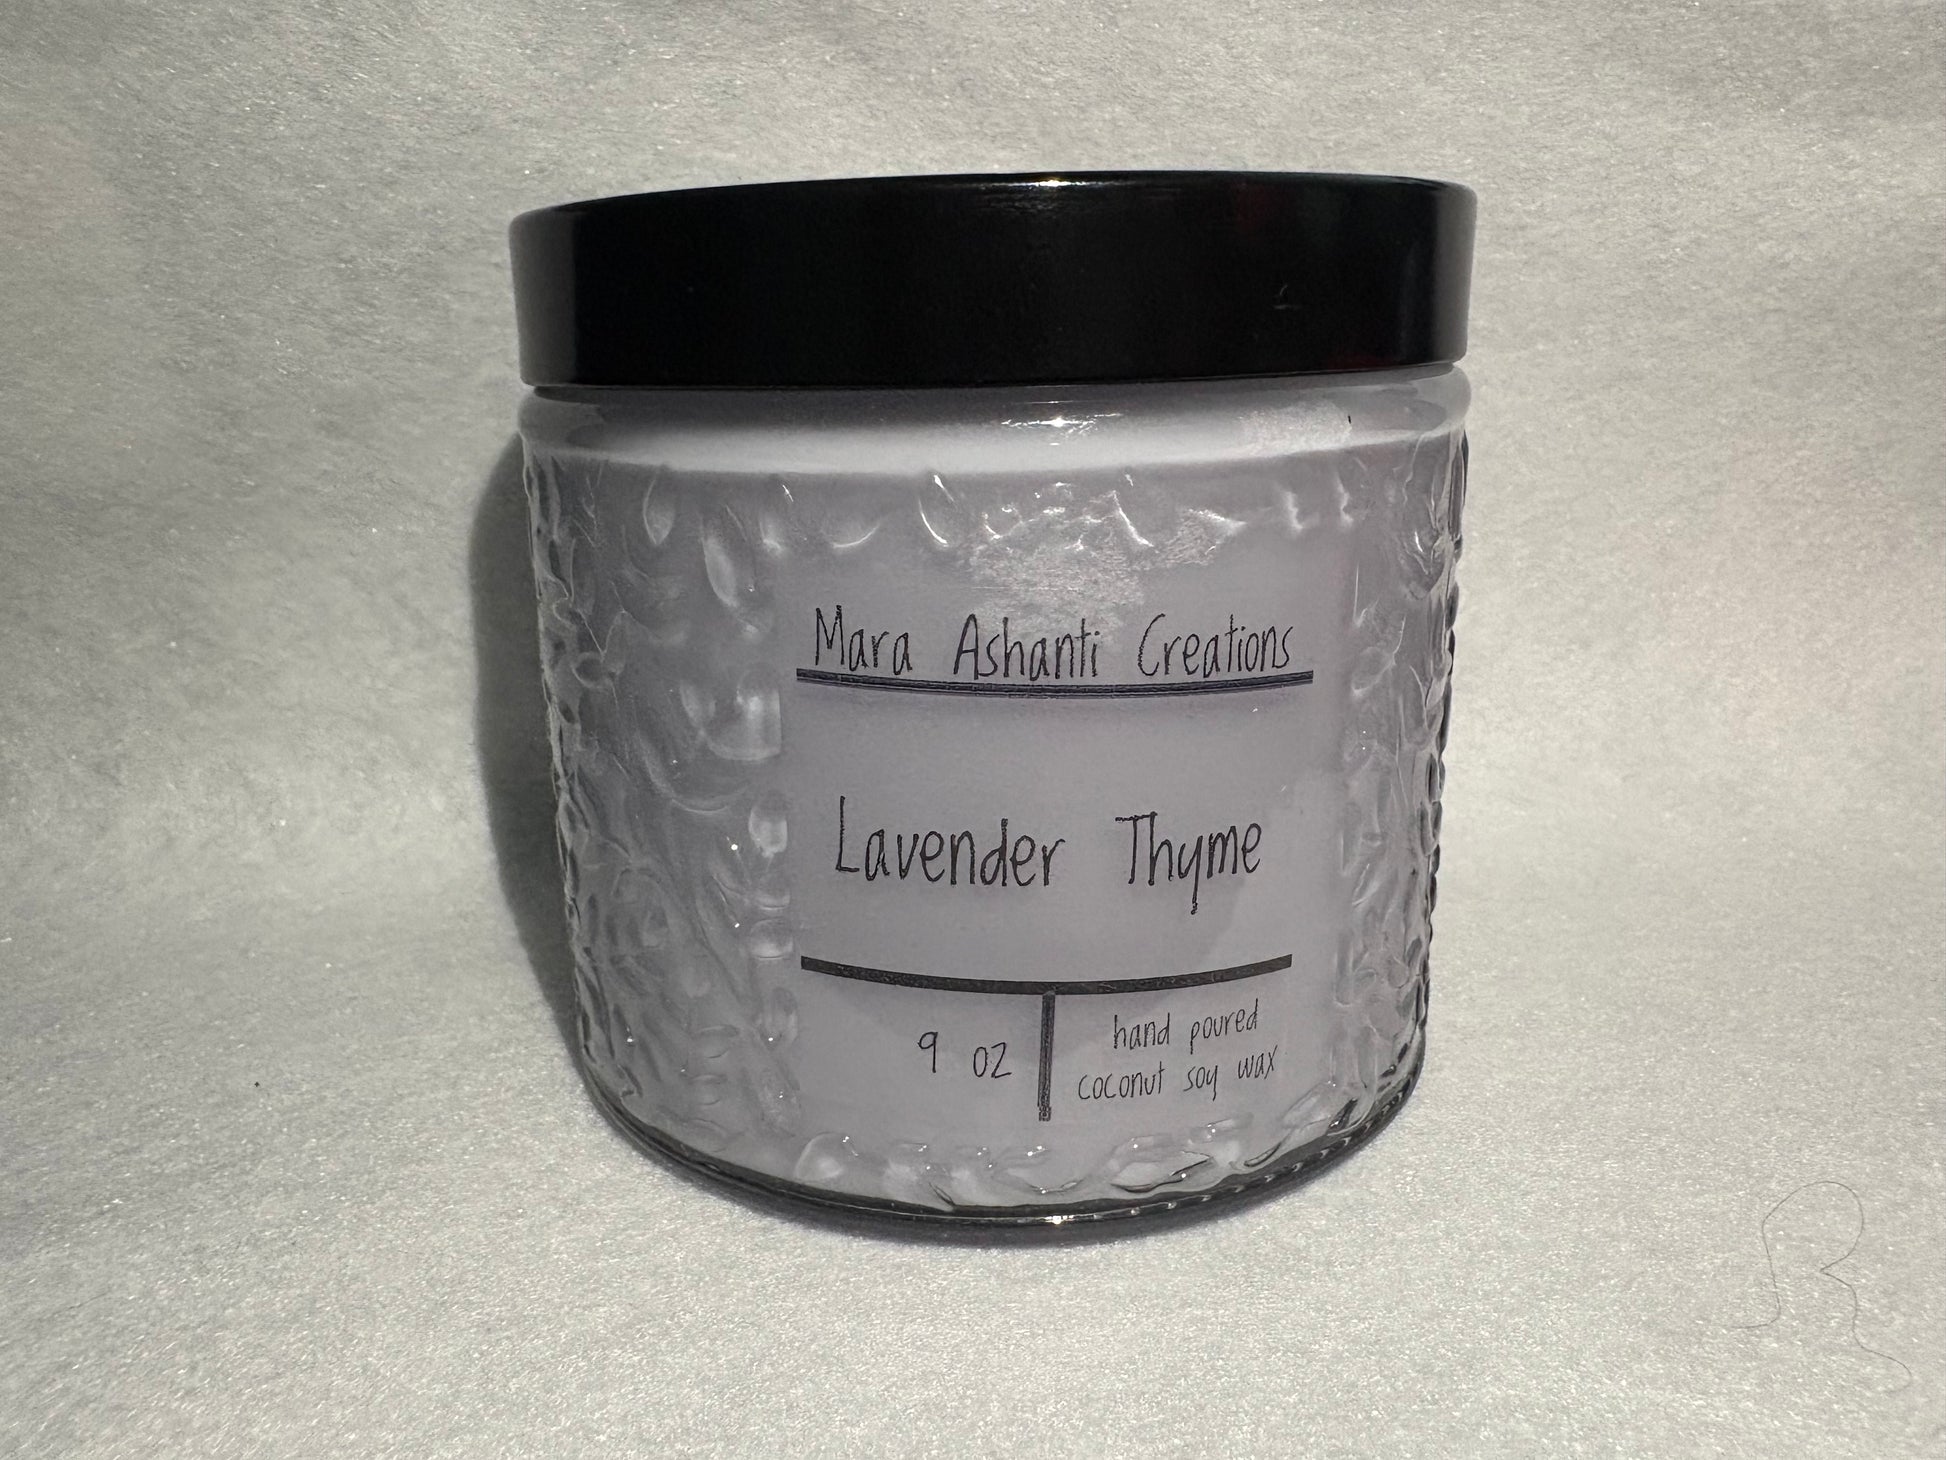 Mara Ashanti Creations
Lavender Thyme
9 oz
hand poured
coconut soy wax